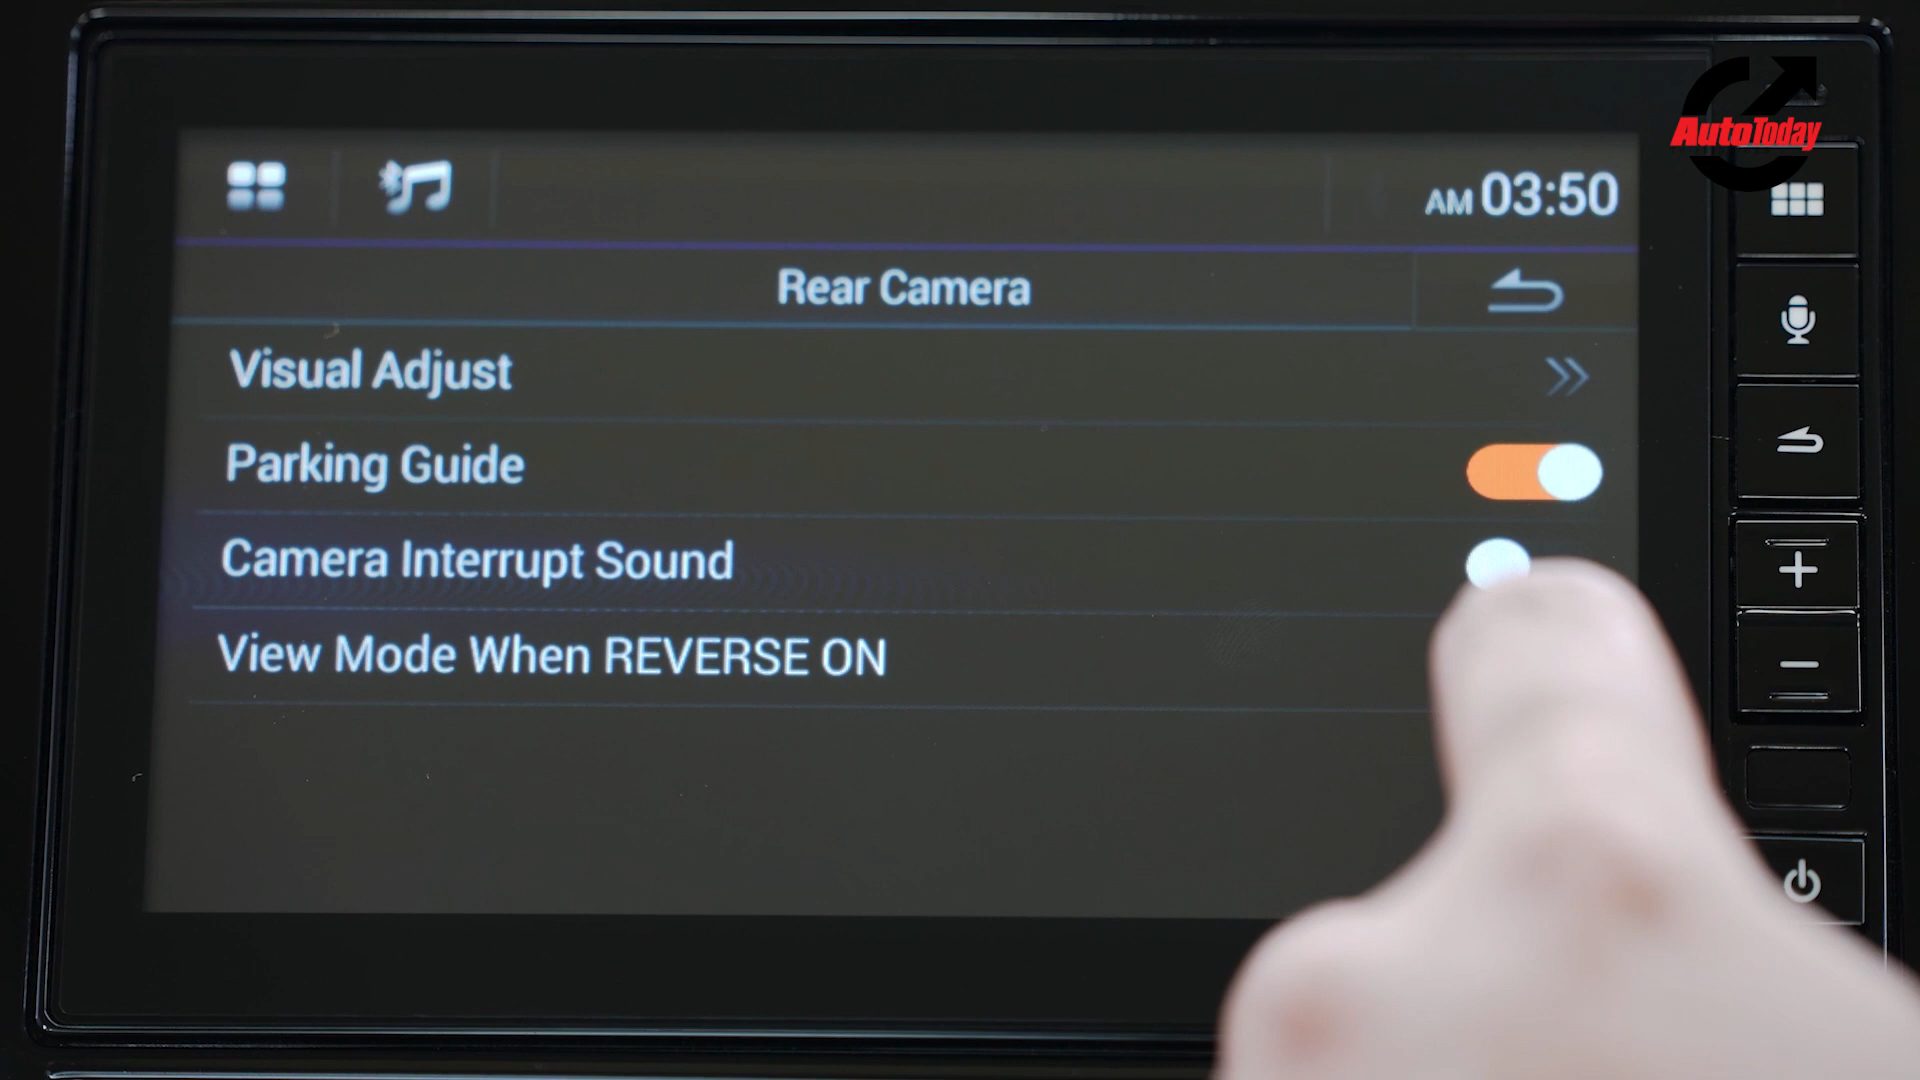 AutoToday
AM 03:50
Rear Camera
Visual Adjust
Parking Guide
Camera Interrupt Sound
View Mode When REVERSE ON